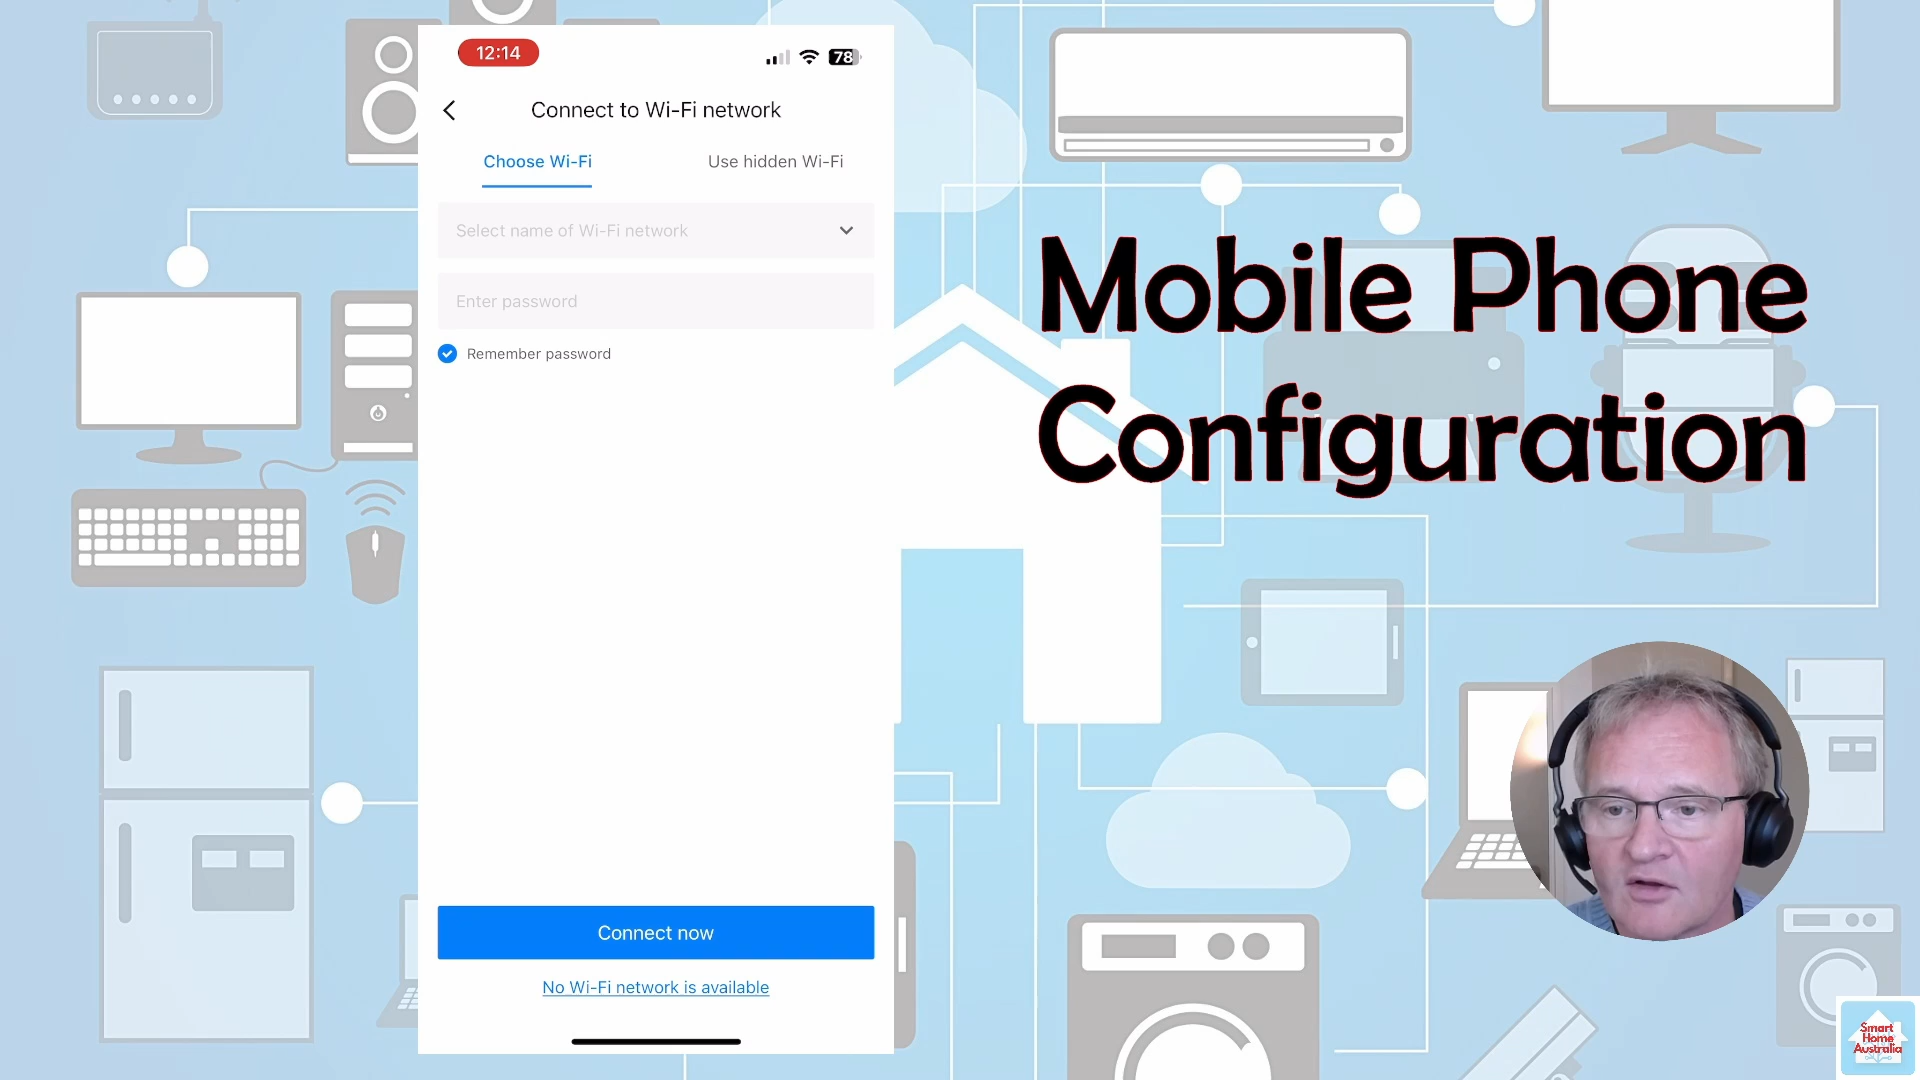 12:14
78
Connect to Wi-Fi network
Choose Wi-Fi
Use hidden Wi-Fi
Select name of Wi-Fi network
Enter password
Remember password
Connect now
No Wi-Fi network is available
Mobile Phone
Configuration
Smart
Home
Australia